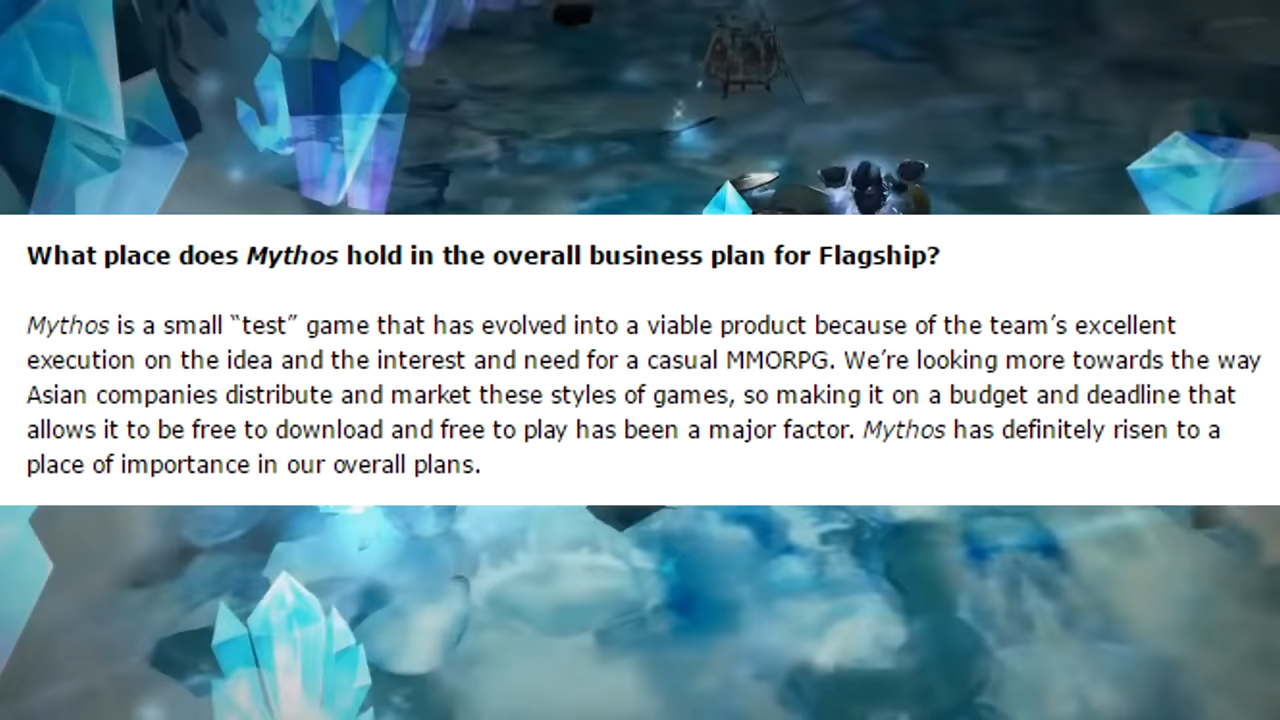 What place does Mythos hold in the overall business plan for Flagship?
Mythos is a small “test” game that has evolved into a viable product because of the team’s excellent
execution on the idea and the interest and need for a casual MMORPG. We’re looking more towards the way
Asian companies distribute and market these styles of games, so making it on a budget and deadline that
allows it to be free to download and free to play has been a major factor. Mythos has definitely risen to a
place of importance in our overall plans.